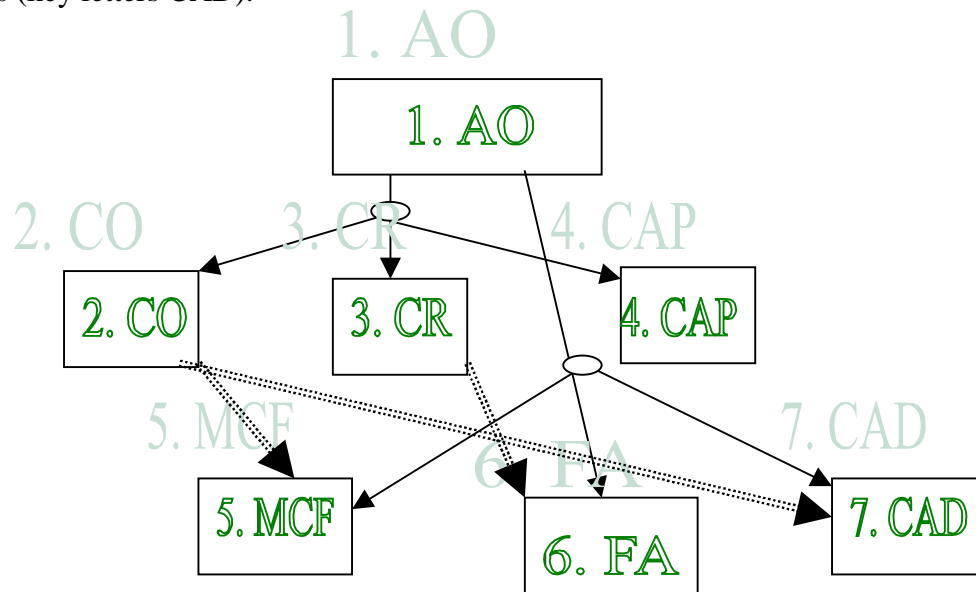 (key letters CAD).
1. AO
1. AO
2. CO 3. CR 4. CAP
2. CO 3. CR 4. CAP
5. MCF 6. FA 7. CAD
5. MCF 6. FA 7. CAD